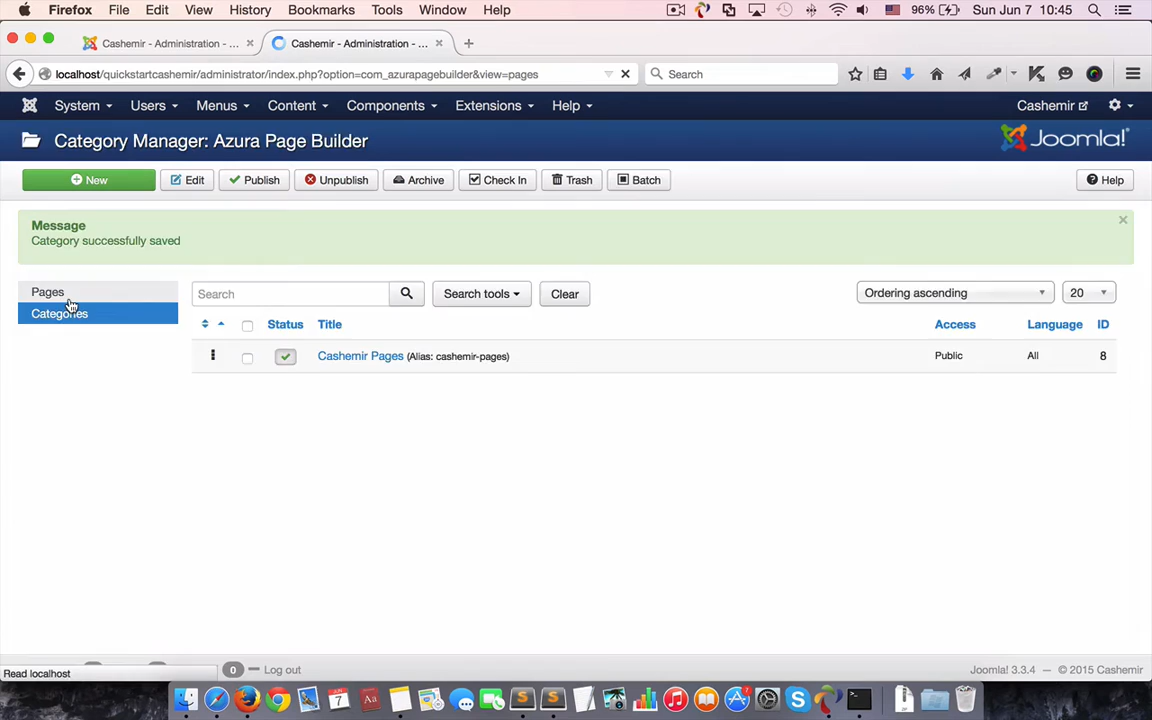 Firefox File Edit View History Bookmarks Tools Window Help 96% Sun Jun 7 10:45
Cashemir - Administration - ... Cashemir - Administration - ...
localhost/quickstartcashemir/administrator/index.php?option=com_azurapagebuilder&view=pages Search
System Users Menus Content Components Extensions Help Cashemir
Category Manager: Azura Page Builder Joomla!
New Edit Publish Unpublish Archive Check In Trash Batch Help
Message
Category successfully saved
Pages
Categories
Search Search tools Clear Ordering ascending 20
Status Title Access Language ID
Cashemir Pages (Alias: cashemir-pages) Public All 8
Read localhost 0 Log out Joomla! 3.3.4 — © 2015 Cashemir